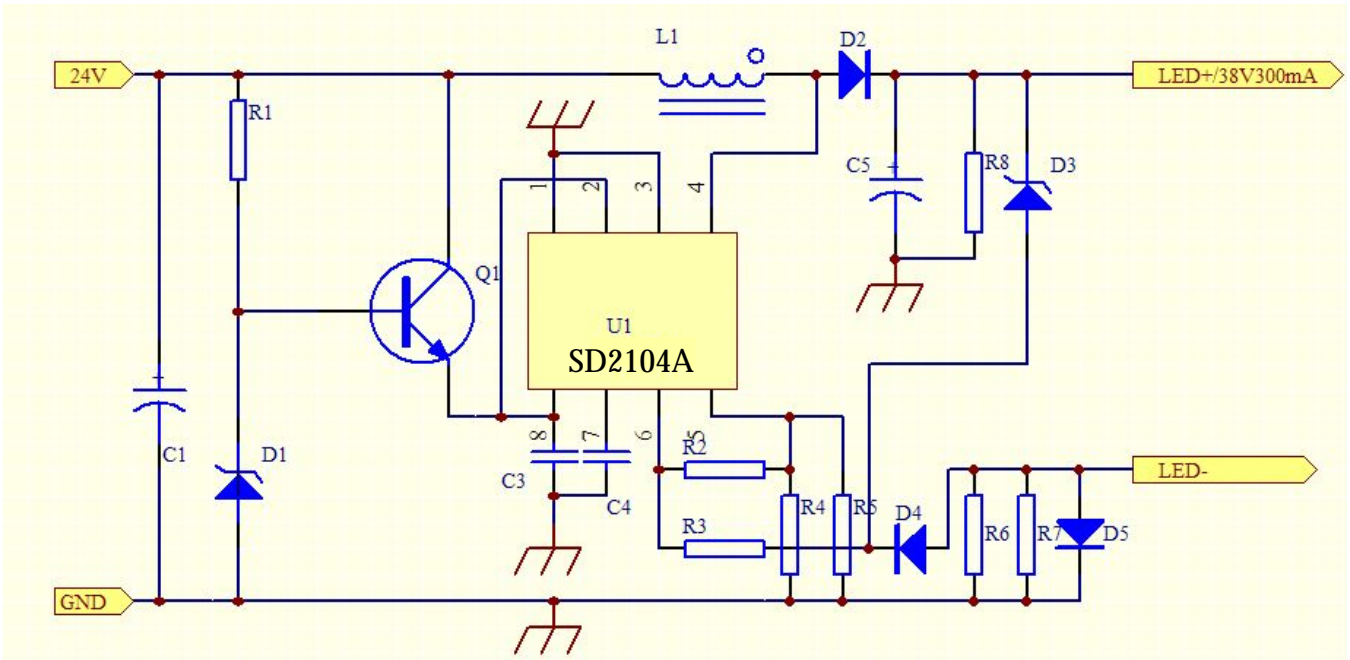 L1
D2
24V
LED+/38V300mA
R1
C5
+
R8
D3
1
2
3
4
Q1
U1
SD2104A
+
C1
D1
8
7
6
5
R2
C3
C4
R4
R5
LED-
R3
D4
R6
R7
D5
GND